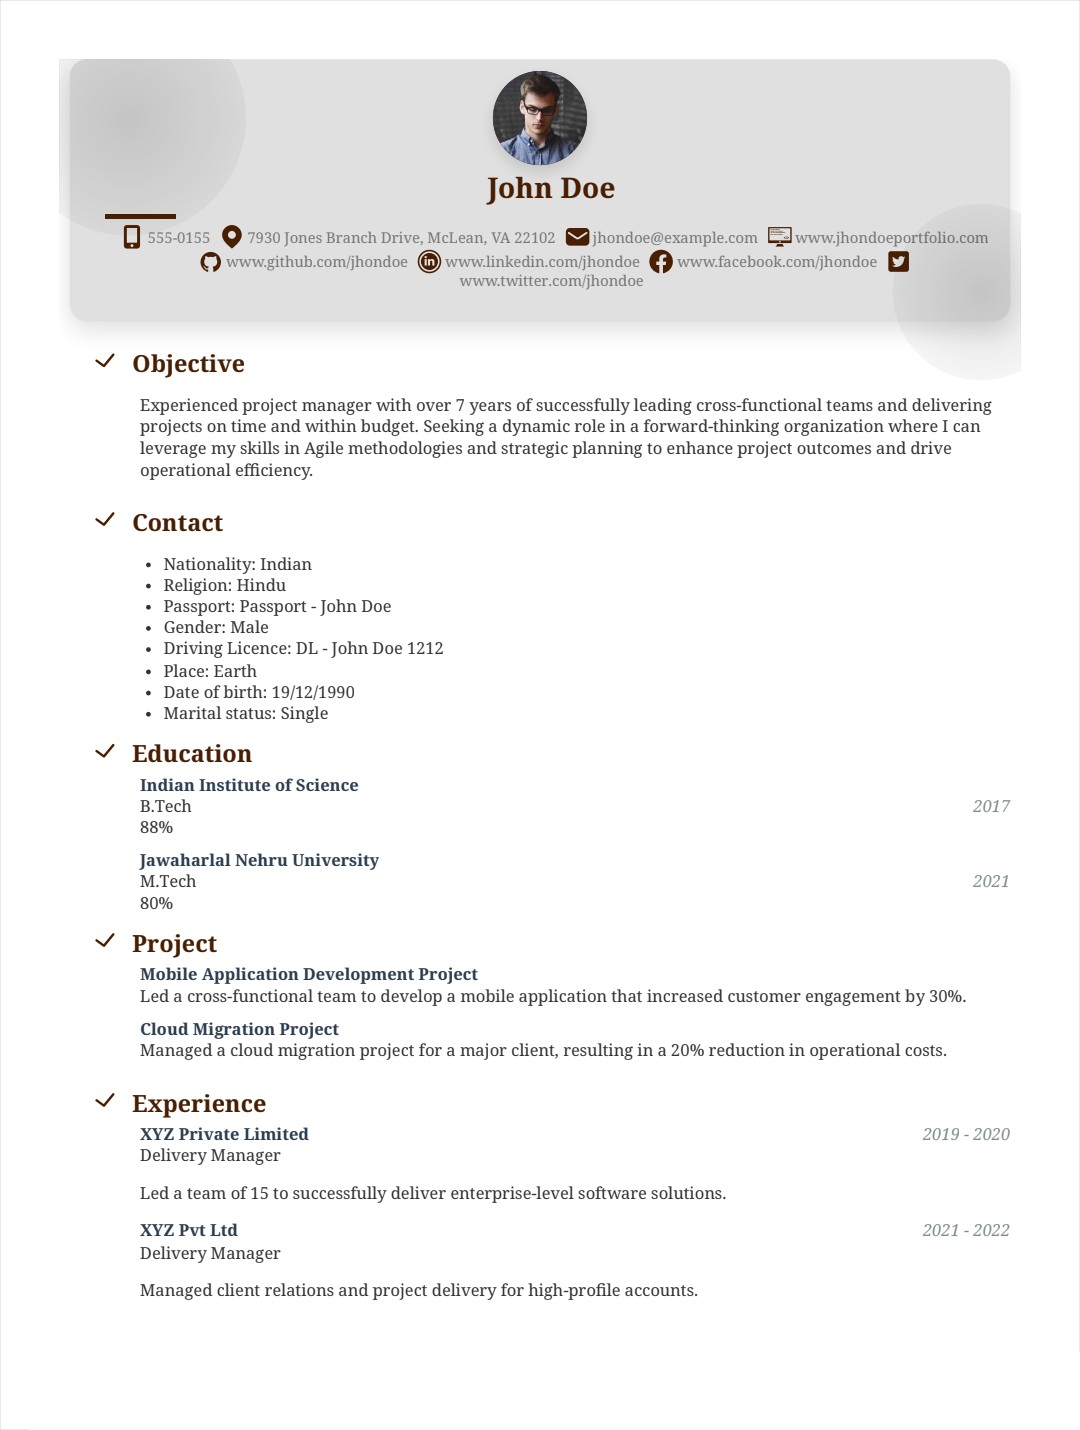 John Doe
555-0155 7930 Jones Branch Drive, McLean, VA 22102 jhondoe@example.com www.jhondoeportfolio.com
www.github.com/jhondoe www.linkedin.com/jhondoe www.facebook.com/jhondoe
www.twitter.com/jhondoe
Objective
Experienced project manager with over 7 years of successfully leading cross-functional teams and delivering
projects on time and within budget. Seeking a dynamic role in a forward-thinking organization where I can
leverage my skills in Agile methodologies and strategic planning to enhance project outcomes and drive
operational efficiency.
Contact
• Nationality: Indian
• Religion: Hindu
• Passport: Passport - John Doe
• Gender: Male
• Driving Licence: DL - John Doe 1212
• Place: Earth
• Date of birth: 19/12/1990
• Marital status: Single
Education
Indian Institute of Science
B.Tech 2017
88%
Jawaharlal Nehru University
M.Tech 2021
80%
Project
Mobile Application Development Project
Led a cross-functional team to develop a mobile application that increased customer engagement by 30%.
Cloud Migration Project
Managed a cloud migration project for a major client, resulting in a 20% reduction in operational costs.
Experience
XYZ Private Limited 2019 - 2020
Delivery Manager
Led a team of 15 to successfully deliver enterprise-level software solutions.
XYZ Pvt Ltd 2021 - 2022
Delivery Manager
Managed client relations and project delivery for high-profile accounts.